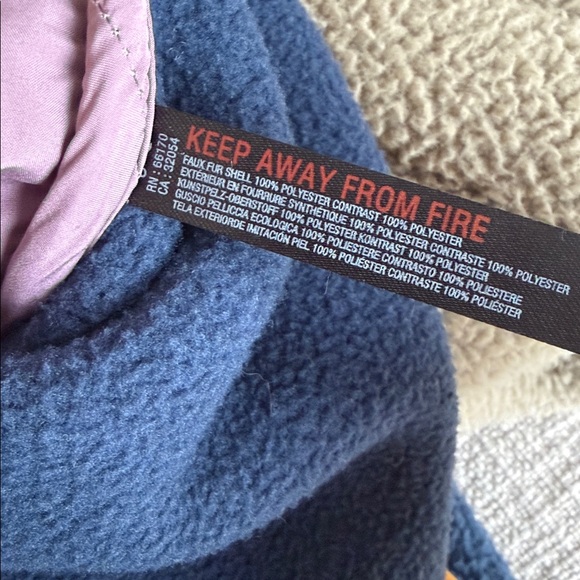 RN : 66170
CA : 32054
KEEP AWAY FROM FIRE
FAUX FUR SHELL 100% POLYESTER CONTRAST 100% POLYESTER
EXTÉRIEUR EN FOURRURE SYNTHÉTIQUE 100% POLYESTER CONTRASTE 100% POLYESTER
KUNSTPELZ-OBERSTOFF 100% POLYESTER KONTRAST 100% POLYESTER
GUSCIO PELLICCIA ECOLOGICA 100% POLIESTERE CONTRASTO 100% POLIESTERE
TELA EXTERIORDE IMITACIÓN PIEL 100% POLIÉSTER CONTRASTE 100% POLIÉSTER